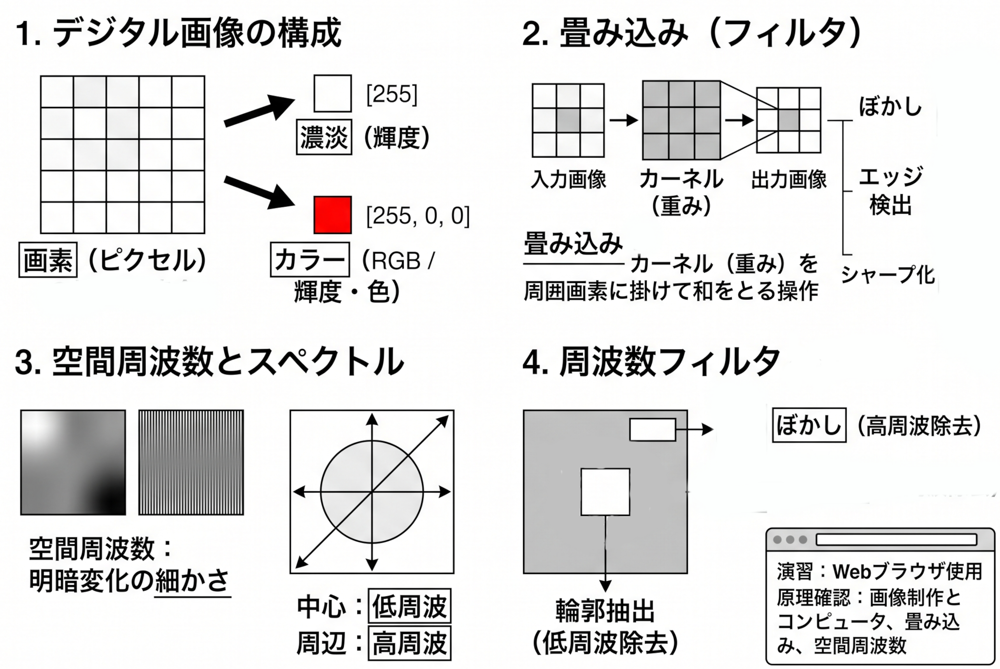 1. デジタル画像の構成
[255]
濃淡（輝度）
[255, 0, 0]
画素（ピクセル）
カラー（RGB /
輝度・色）
2. 畳み込み（フィルタ）
入力画像
カーネル
（重み）
出力画像
ぼかし
エッジ
検出
シャープ化
畳み込み
カーネル（重み）を
周囲画素に掛けて和をとる操作
3. 空間周波数とスペクトル
空間周波数：
明暗変化の細かさ
中心：低周波
周辺：高周波
4. 周波数フィルタ
ぼかし（高周波除去）
輪郭抽出
（低周波除去）
演習：Webブラウザ使用
原理確認：画像制作と
コンピュータ、畳み込
み、空間周波数